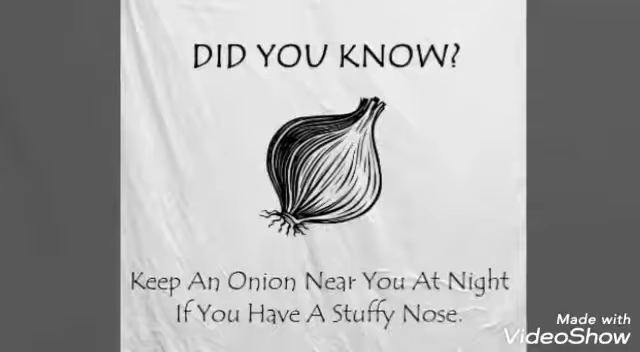 DID YOU KNOW?
Keep An Onion Near You At Night
If You Have A Stuffy Nose.
Made with
VideoShow